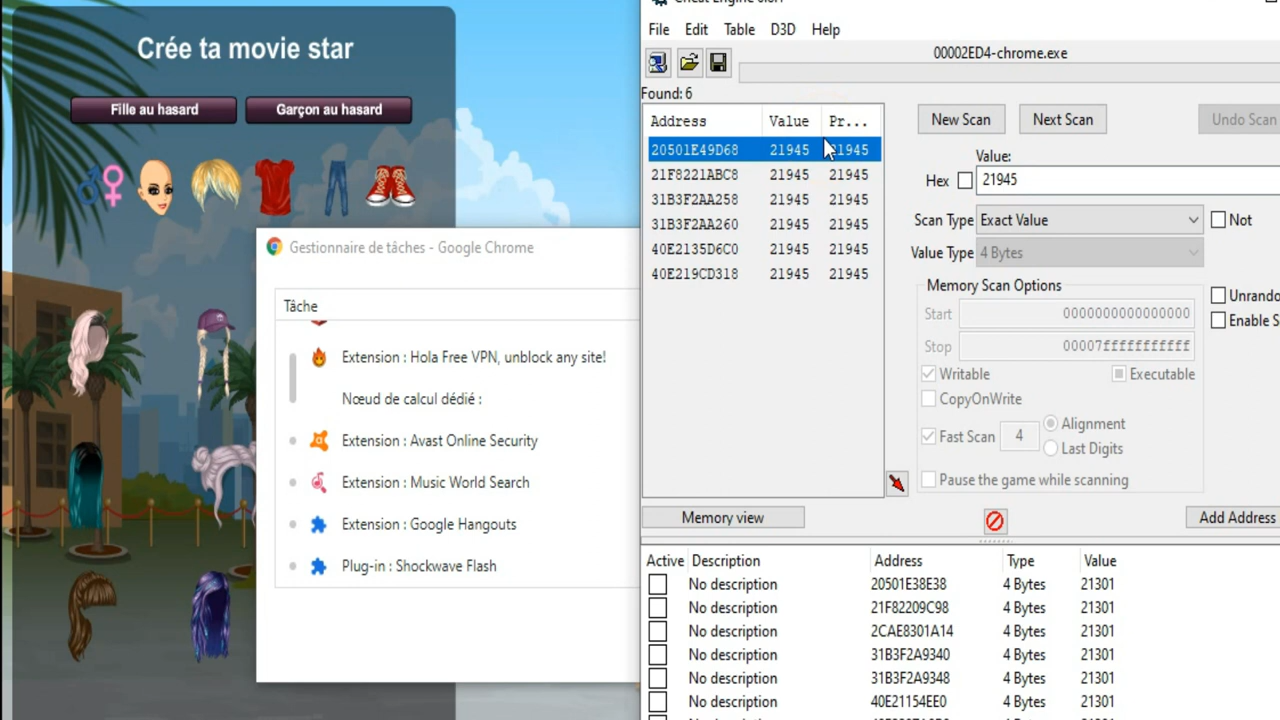 Crée ta movie star
Fille au hasard
Garçon au hasard
Gestionnaire de tâches - Google Chrome
Tâche
Extension : Hola Free VPN, unblock any site!
Nœud de calcul dédié :
Extension : Avast Online Security
Extension : Music World Search
Extension : Google Hangouts
Plug-in : Shockwave Flash
File Edit Table D3D Help
00002ED4-chrome.exe
Found: 6
Address Value Pr...
20501E49D68 21945 21945
21F8221ABC8 21945 21945
31B3F2AA258 21945 21945
31B3F2AA260 21945 21945
40E2135D6C0 21945 21945
40E219CD318 21945 21945
New Scan Next Scan Undo Scan
Value:
Hex 21945
Scan Type Exact Value Not
Value Type 4 Bytes
Memory Scan Options
Start 0000000000000000
Stop 00007fffffffffff
Unrando
Enable S
Writable Executable
CopyOnWrite
Fast Scan 4 Alignment
Last Digits
Pause the game while scanning
Memory view
Add Address
Active Description Address Type Value
No description 20501E38E38 4 Bytes 21301
No description 21F82209C98 4 Bytes 21301
No description 2CAE8301A14 4 Bytes 21301
No description 31B3F2A9340 4 Bytes 21301
No description 31B3F2A9348 4 Bytes 21301
No description 40E21154EE0 4 Bytes 21301